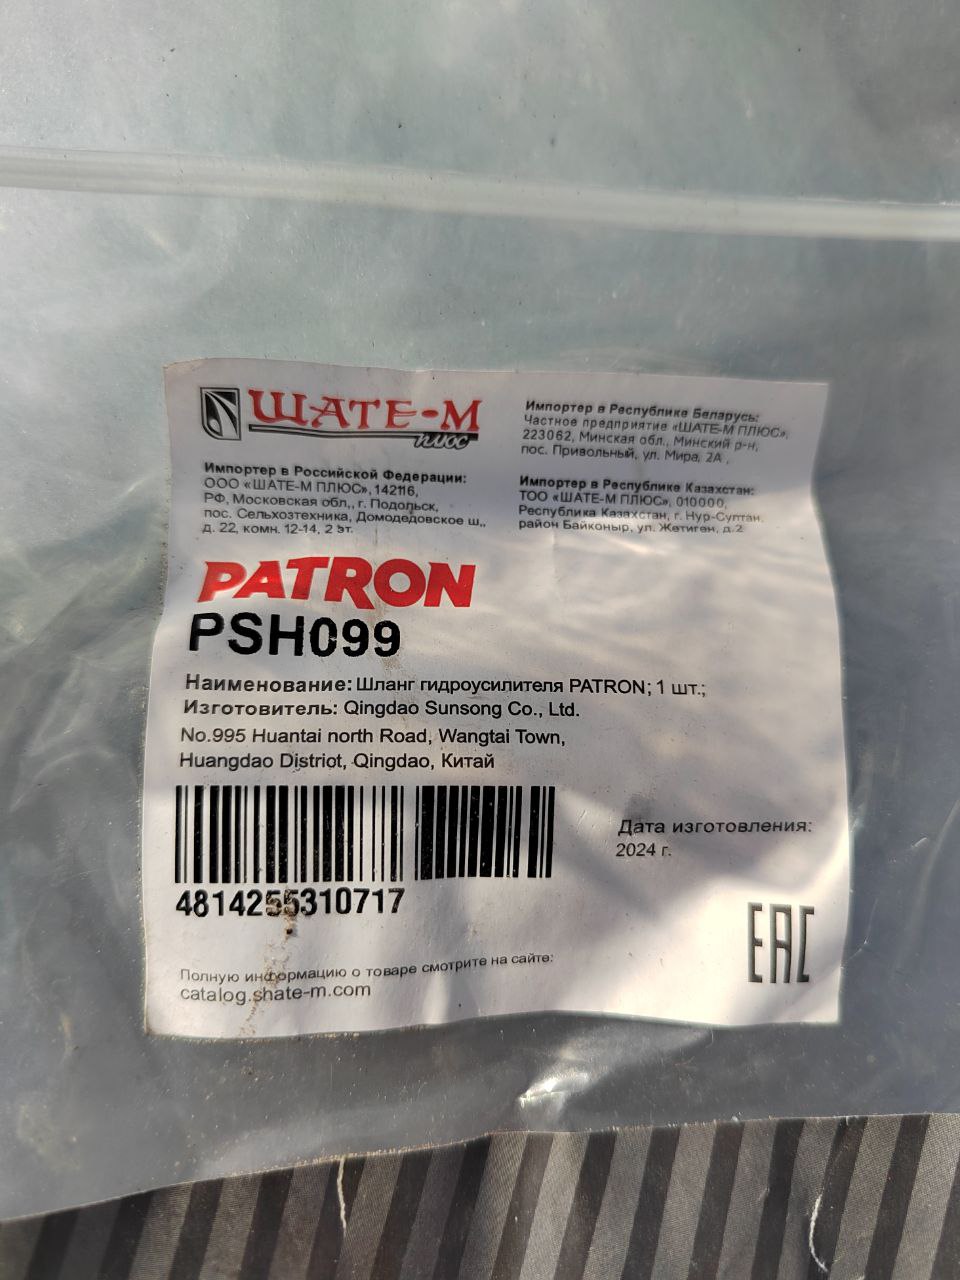 ШАТЕ-М
плюс
Импортер в Российской Федерации:
ООО «ШАТЕ-М ПЛЮС», 142116,
РФ, Московская обл,, г. Подольск,
пос. Сельхозтехника, Домодедовское ш,,
д. 22, комн. 12-14, 2 эт.
Импортер в Республике Беларусь:
Частное предприятие «ШАТЕ-М ПЛЮС»,
223062, Минская обл., Минский р-н,
пос. Привольный, ул. Мира, 2А ,
Импортер в Республике Казахстан:
ТОО «ШАТЕ-М ПЛЮС», 010000,
Республика Казахстан, г. Нур-Султан,
район Байконыр, ул. Жетиген, д.2
PATRON
PSH099
Наименование: Шланг гидроусилителя PATRON; 1 шт.;
Изготовитель: Qingdao Sunsong Co., Ltd.
No.995 Huantai north Road, Wangtai Town,
Huangdao Distriot, Qingdao, Китай
4814255310717
Дата изготовления:
2024 г.
EAC
Полную информацию о товаре смотрите на сайте:
catalog.shate-m.com